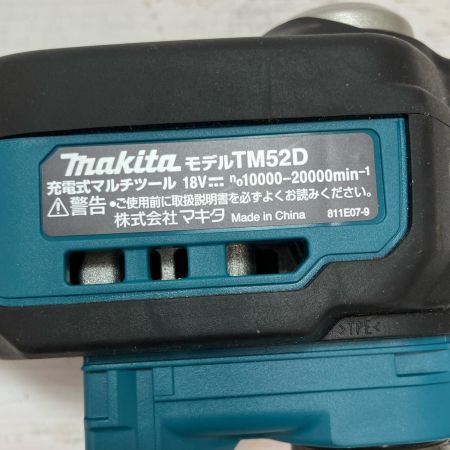 makita モデルTM52D
充電式マルチツール 18V⎓ n₀10000-20000min⁻¹
⚠警告 •ご使用前に取扱説明書を必ずよくお読みください。
株式会社マキタ Made in China 811E07-9
>TPE<